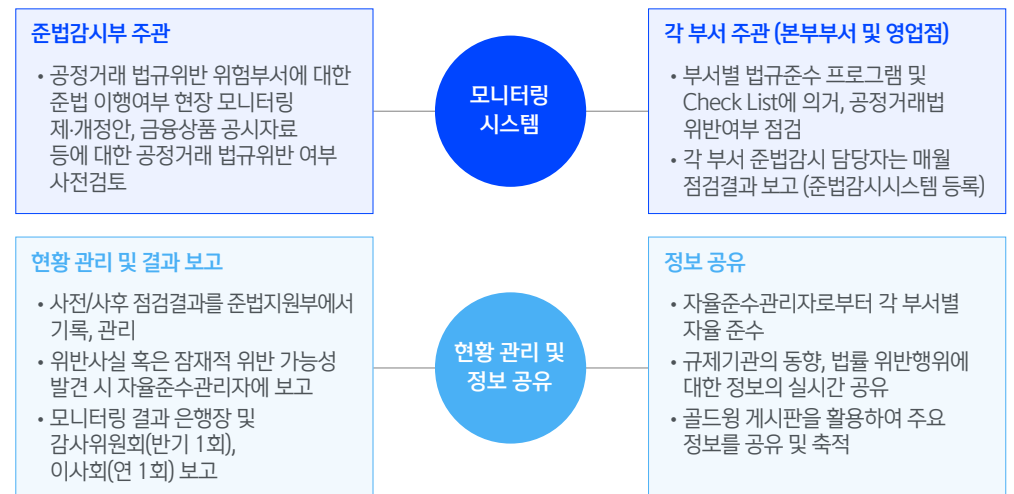 준법감시부 주관
• 공정거래 법규위반 위험부서에 대한
준법 이행여부 현장 모니터링
제·개정안, 금융상품 공시자료
등에 대한 공정거래 법규위반 여부
사전검토
모니터링
시스템
각 부서 주관 (본부부서 및 영업점)
• 부서별 법규준수 프로그램 및
Check List에 의거, 공정거래법
위반여부 점검
• 각 부서 준법감시 담당자는 매월
점검결과 보고 (준법감시시스템 등록)
현황 관리 및 결과 보고
• 사전/사후 점검결과를 준법지원부에서
기록, 관리
• 위반사실 혹은 잠재적 위반 가능성
발견 시 자율준수관리자에 보고
• 모니터링 결과 은행장 및
감사위원회(반기 1회),
이사회(연 1회) 보고
현황 관리 및
정보 공유
정보 공유
• 자율준수관리자로부터 각 부서별
자율 준수
• 규제기관의 동향, 법률 위반행위에
대한 정보의 실시간 공유
• 골드윙 게시판을 활용하여 주요
정보를 공유 및 축적